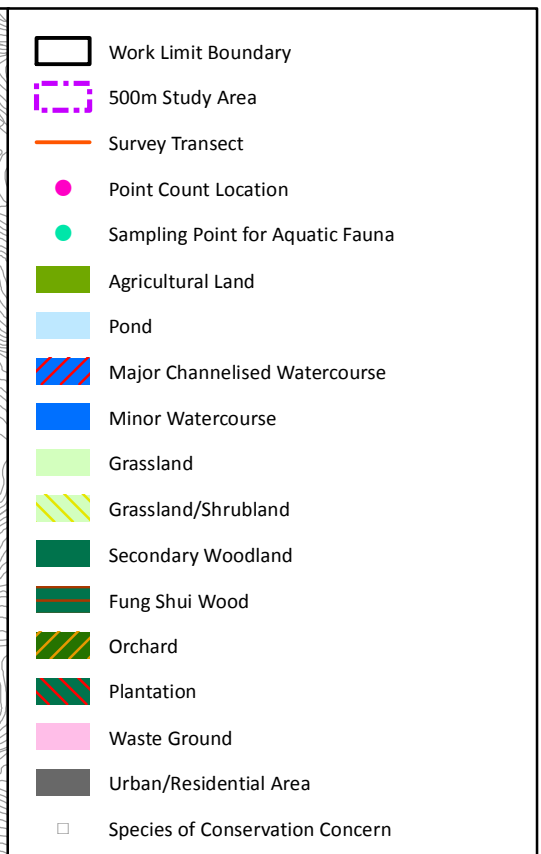 Work Limit Boundary
500m Study Area
Survey Transect
Point Count Location
Sampling Point for Aquatic Fauna
Agricultural Land
Pond
Major Channelised Watercourse
Minor Watercourse
Grassland
Grassland/Shrubland
Secondary Woodland
Fung Shui Wood
Orchard
Plantation
Waste Ground
Urban/Residential Area
Species of Conservation Concern